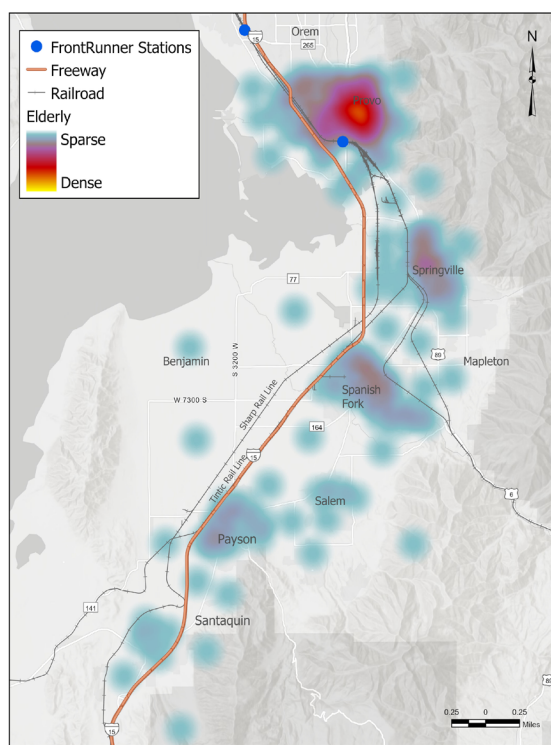 FrontRunner Stations
Freeway
Railroad
Elderly
Sparse
Dense
15
Orem
265
N
Provo
Springville
77
Benjamin
S 3200 W
80
Mapleton
W 7300 S
Sharp Rail Line
Spanish
Fork
164
15
Tintic Rail Line
6
Salem
Payson
141
Santaquin
15
0.25 0 0.25
Miles